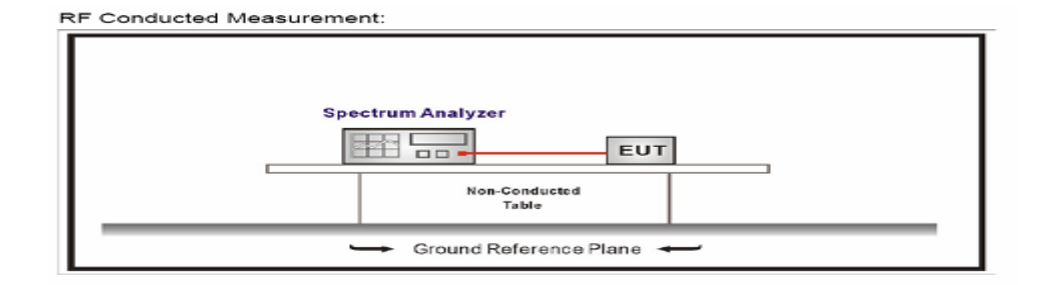 RF Conducted Measurement:
Spectrum Analyzer
EUT
Non-Conducted
Table
Ground Reference Plane